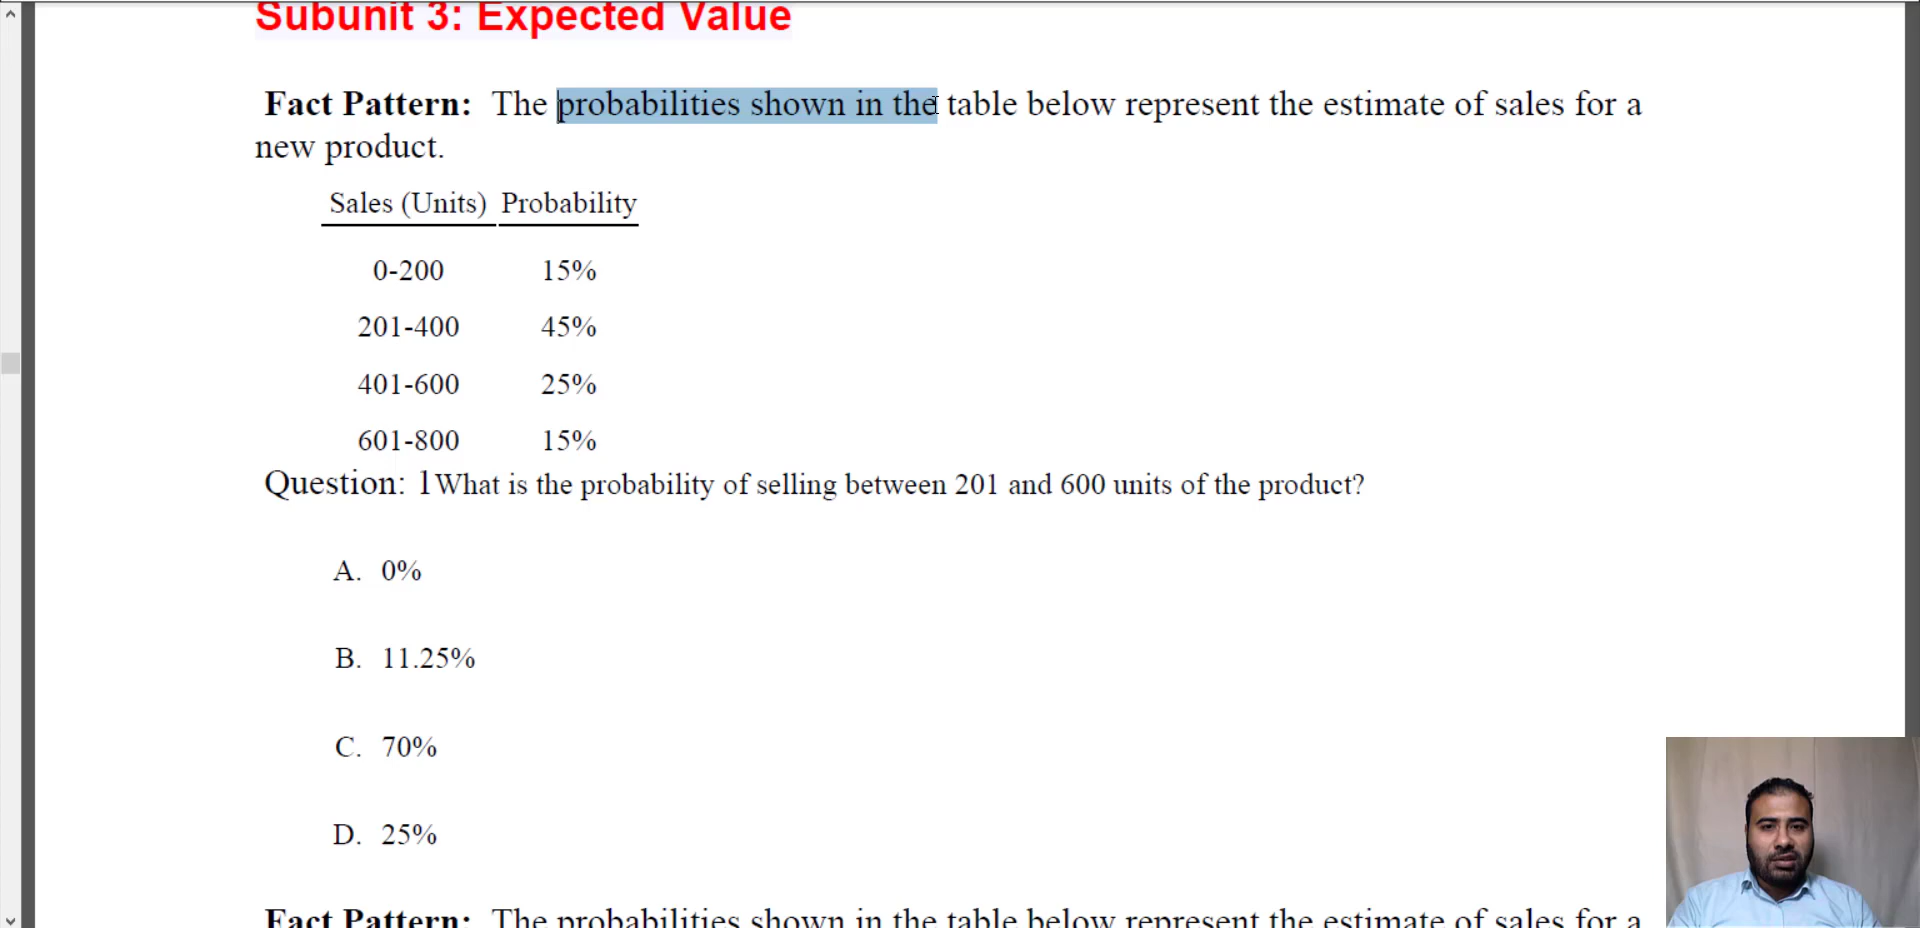 Subunit 3: Expected Value
Fact Pattern: The probabilities shown in the table below represent the estimate of sales for a
new product.
Sales (Units) Probability
0-200 15%
201-400 45%
401-600 25%
601-800 15%
Question: 1What is the probability of selling between 201 and 600 units of the product?
A. 0%
B. 11.25%
C. 70%
D. 25%
Fact Pattern: The probabilities shown in the table below represent the estimate of sales for a